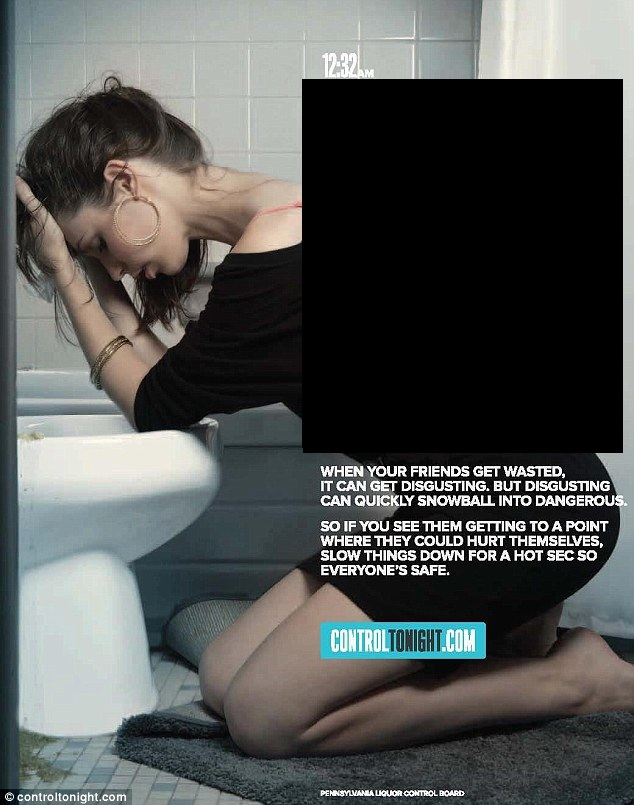 12:32AM
WHEN YOUR FRIENDS GET WASTED,
IT CAN GET DISGUSTING. BUT DISGUSTING
CAN QUICKLY SNOWBALL INTO DANGEROUS.
SO IF YOU SEE THEM GETTING TO A POINT
WHERE THEY COULD HURT THEMSELVES,
SLOW THINGS DOWN FOR A HOT SEC SO
EVERYONE'S SAFE.
CONTROLTONIGHT.COM
PENNSYLVANIA LIQUOR CONTROL BOARD
© controltonight.com